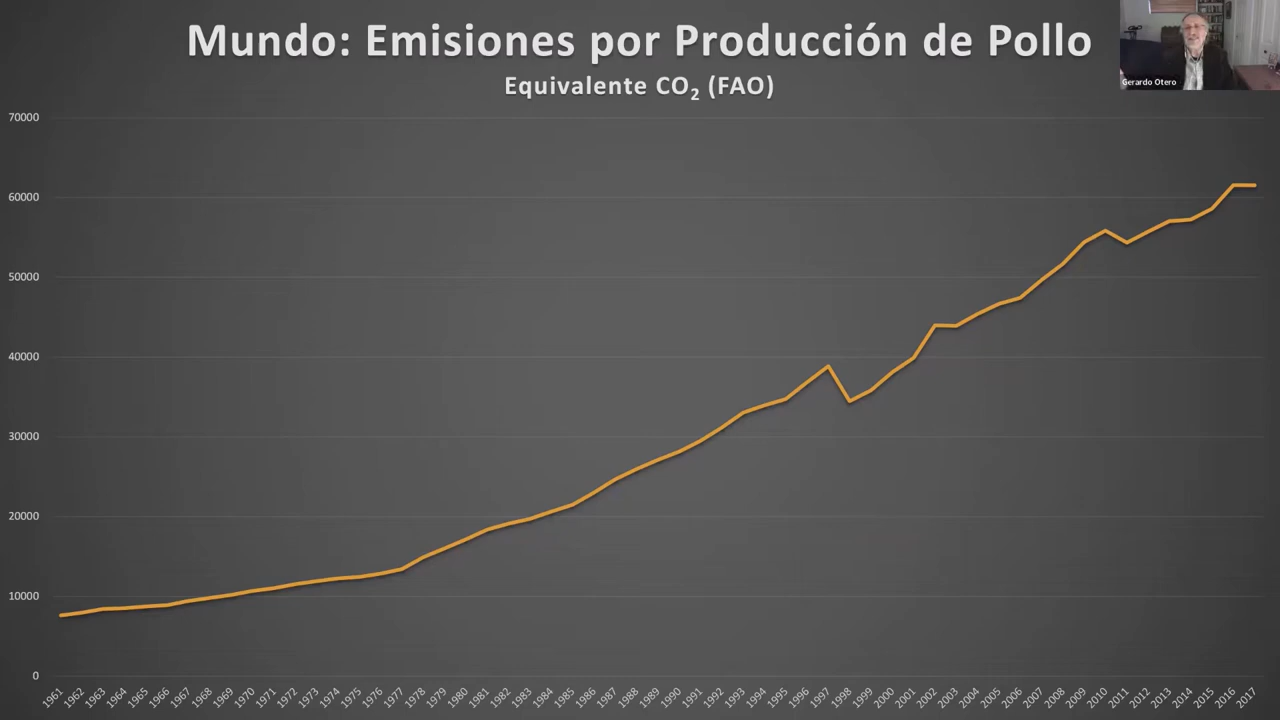 Mundo: Emisiones por Producción de Pollo
Equivalente CO₂ (FAO)
Gerardo Otero
70000
60000
50000
40000
30000
20000
10000
0
1961 1962 1963 1964 1965 1966 1967 1968 1969 1970 1971 1972 1973 1974 1975 1976 1977 1978 1979 1980 1981 1982 1983 1984 1985 1986 1987 1988 1989 1990 1991 1992 1993 1994 1995 1996 1997 1998 1999 2000 2001 2002 2003 2004 2005 2006 2007 2008 2009 2010 2011 2012 2013 2014 2015 2016 2017